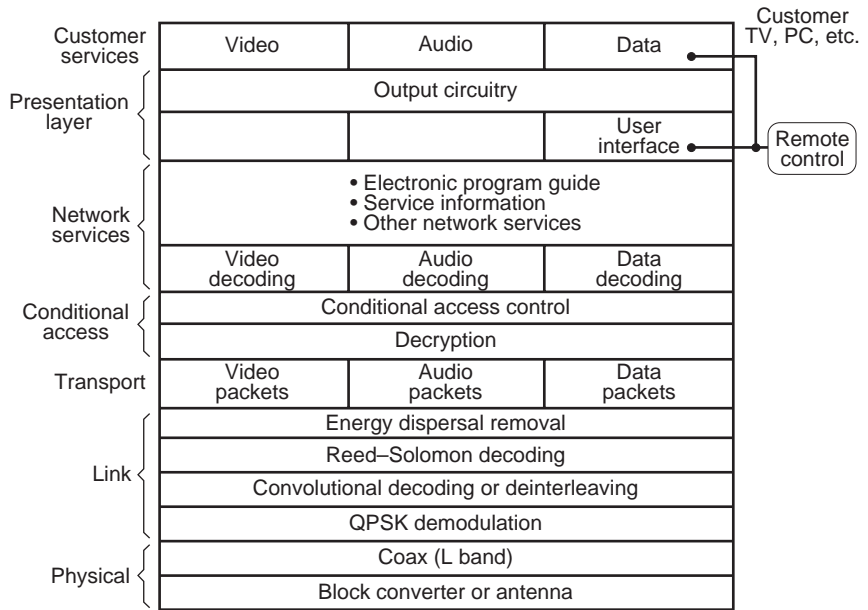 Customer
services
Video
Audio
Data
Customer
TV, PC, etc.
Presentation
layer
Output circuitry
User
interface
Remote
control
Network
services
• Electronic program guide
• Service information
• Other network services
Video
decoding
Audio
decoding
Data
decoding
Conditional
access
Conditional access control
Decryption
Transport
Video
packets
Audio
packets
Data
packets
Link
Energy dispersal removal
Reed–Solomon decoding
Convolutional decoding or deinterleaving
QPSK demodulation
Physical
Coax (L band)
Block converter or antenna